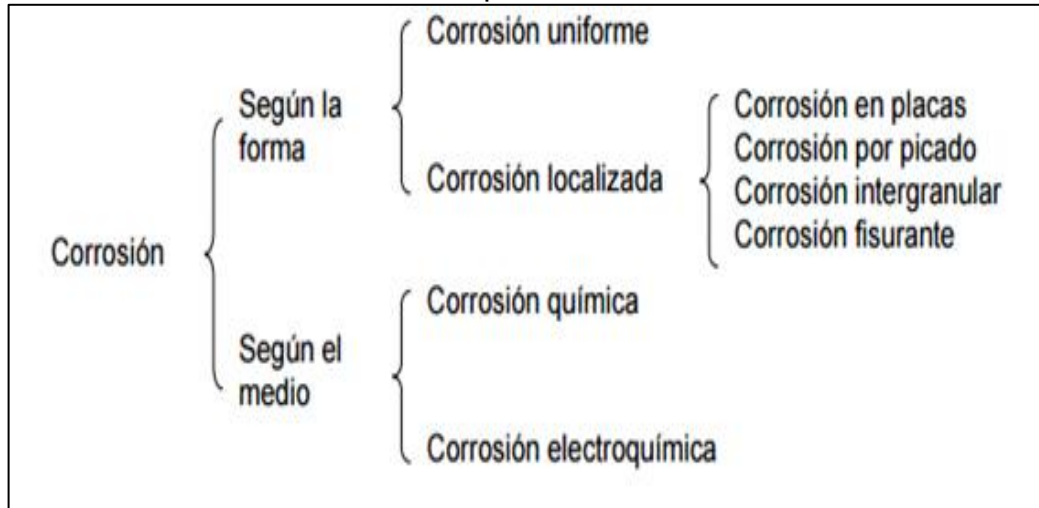 Corrosión
Según la
forma
Corrosión uniforme
Corrosión localizada
Corrosión en placas
Corrosión por picado
Corrosión intergranular
Corrosión fisurante
Según el
medio
Corrosión química
Corrosión electroquímica